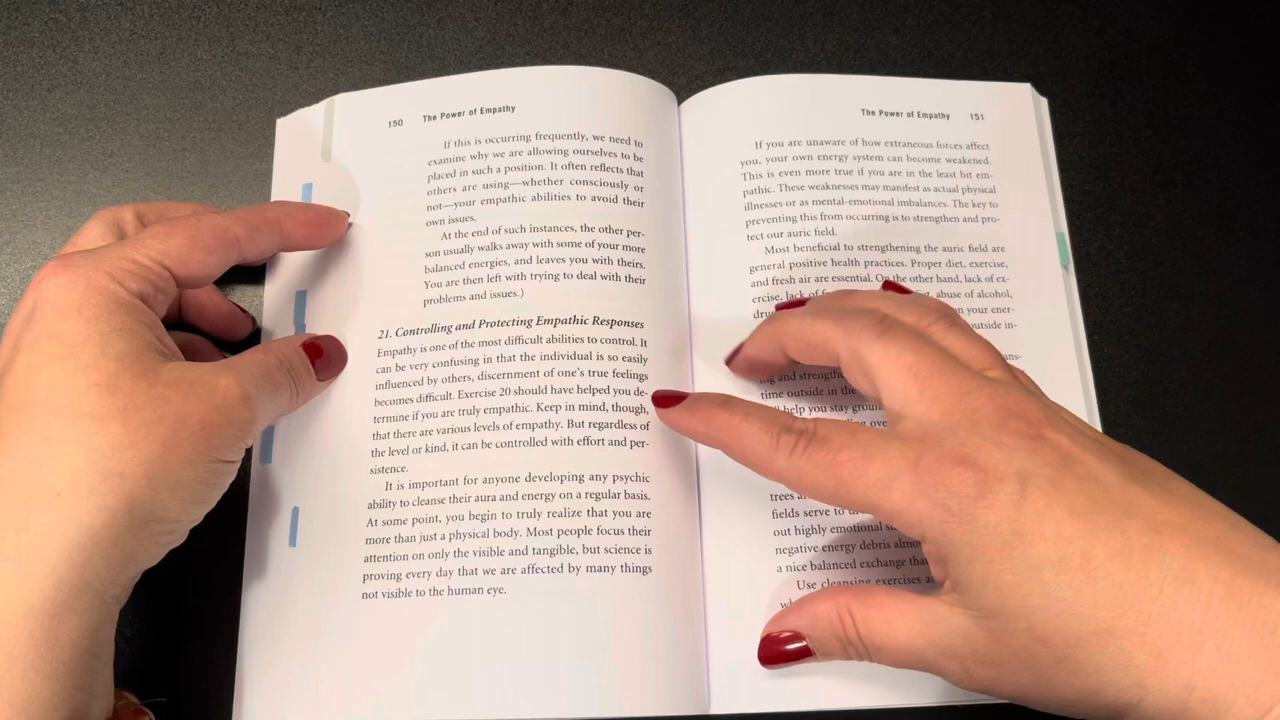 150 The Power of Empathy
If this is occurring frequently, we need to
examine why we are allowing ourselves to be
placed in such a position. It often reflects that
others are using—whether consciously or
not—your empathic abilities to avoid their
own issues.
At the end of such instances, the other per-
son usually walks away with some of your more
balanced energies, and leaves you with theirs.
You are then left with trying to deal with their
problems and issues.)
21. Controlling and Protecting Empathic Responses
Empathy is one of the most difficult abilities to control. It
can be very confusing in that the individual is so easily
influenced by others, discernment of one's true feelings
becomes difficult. Exercise 20 should have helped you de-
termine if you are truly empathic. Keep in mind, though,
that there are various levels of empathy. But regardless of
the level or kind, it can be controlled with effort and per-
sistence.
It is important for anyone developing any psychic
ability to cleanse their aura and energy on a regular basis.
At some point, you begin to truly realize that you are
more than just a physical body. Most people focus their
attention on only the visible and tangible, but science is
proving every day that we are affected by many things
not visible to the human eye.
The Power of Empathy 151
If you are unaware of how extraneous forces affect
you, your own energy system can become weakened.
This is even more true if you are in the least bit em-
pathic. These weaknesses may manifest as actual physical
illnesses or as mental-emotional imbalances. The key to
preventing this from occurring is to strengthen and pro-
tect our auric field.
Most beneficial to strengthening the auric field are
general positive health practices. Proper diet, exercise,
and fresh air are essential. On the other hand, lack of ex-
ercise, lack of abuse of alcohol,
your ener-
outside in-
and
time outside in the
help you stay
trees
fields serve to
out highly emotional
negative energy debris
a nice balanced exchange
Use cleansing exercises